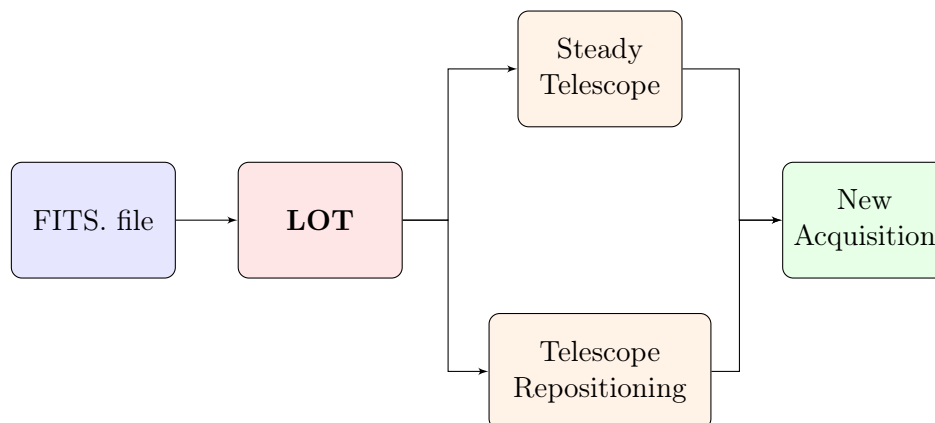 Steady
Telescope
FITS. file
LOT
New
Acquisition
Telescope
Repositioning